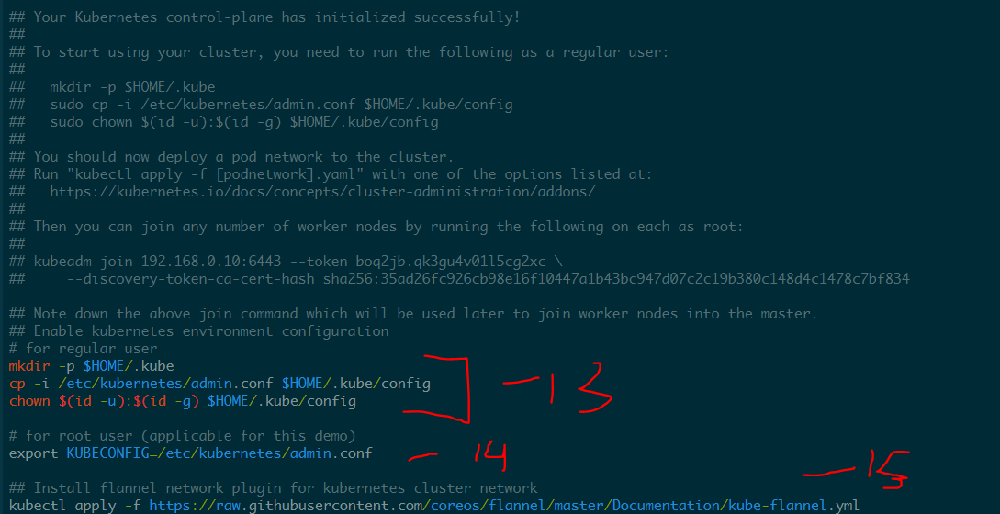 ## Your Kubernetes control-plane has initialized successfully!
##
## To start using your cluster, you need to run the following as a regular user:
##
##   mkdir -p $HOME/.kube
##   sudo cp -i /etc/kubernetes/admin.conf $HOME/.kube/config
##   sudo chown $(id -u):$(id -g) $HOME/.kube/config
##
## You should now deploy a pod network to the cluster.
## Run "kubectl apply -f [podnetwork].yaml" with one of the options listed at:
##   https://kubernetes.io/docs/concepts/cluster-administration/addons/
##
## Then you can join any number of worker nodes by running the following on each as root:
##
## kubeadm join 192.168.0.10:6443 --token boq2jb.qk3gu4v01l5cg2xc \
##     --discovery-token-ca-cert-hash sha256:35ad26fc926cb98e16f10447a1b43bc947d07c2c19b380c148d4c1478c7bf834

## Note down the above join command which will be used later to join worker nodes into the master.
## Enable kubernetes environment configuration
# for regular user
mkdir -p $HOME/.kube
cp -i /etc/kubernetes/admin.conf $HOME/.kube/config
chown $(id -u):$(id -g) $HOME/.kube/config
- 13

# for root user (applicable for this demo)
export KUBECONFIG=/etc/kubernetes/admin.conf - 14
- 15
## Install flannel network plugin for kubernetes cluster network
kubectl apply -f https://raw.githubusercontent.com/coreos/flannel/master/Documentation/kube-flannel.yml